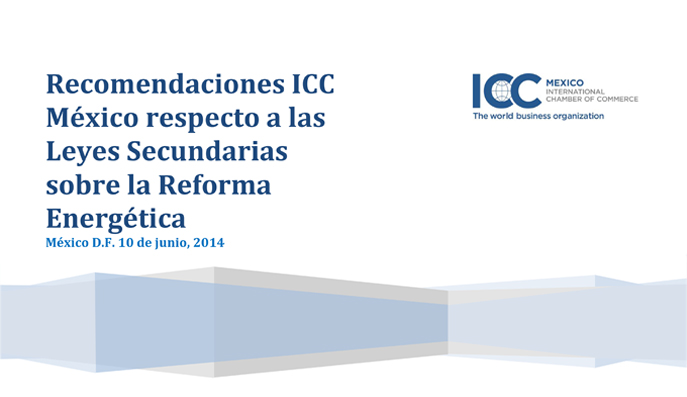 Recomendaciones ICC
México respecto a las
Leyes Secundarias
sobre la Reforma
Energética
México D.F. 10 de junio, 2014
ICC MEXICO
INTERNATIONAL
CHAMBER OF COMMERCE
The world business organization